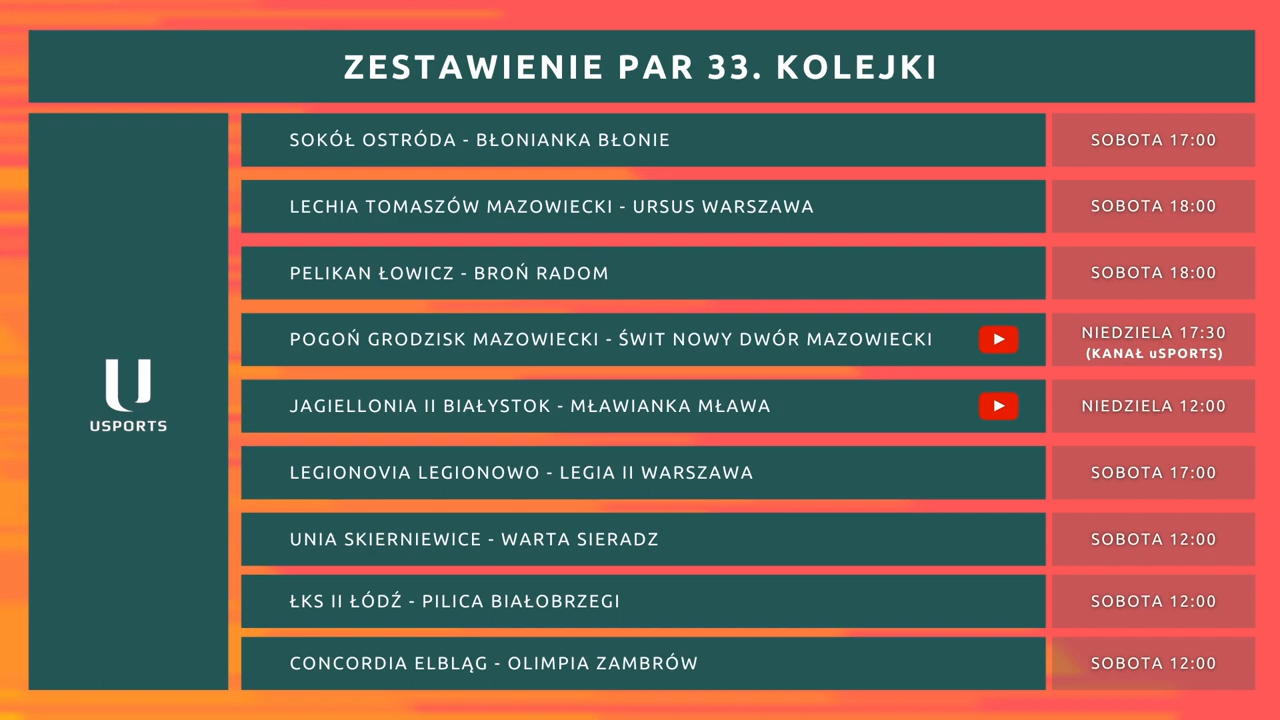 ZESTAWIENIE PAR 33. KOLEJKI
SOKÓŁ OSTRÓDA - BŁONIANKA BŁONIE
SOBOTA 17:00
LECHIA TOMASZÓW MAZOWIECKI - URSUS WARSZAWA
SOBOTA 18:00
PELIKAN ŁOWICZ - BROŃ RADOM
SOBOTA 18:00
POGOŃ GRODZISK MAZOWIECKI - ŚWIT NOWY DWÓR MAZOWIECKI
NIEDZIELA 17:30
(KANAŁ uSPORTS)
JAGIELLONIA II BIAŁYSTOK - MŁAWIANKA MŁAWA
NIEDZIELA 12:00
LEGIONOVIA LEGIONOWO - LEGIA II WARSZAWA
SOBOTA 17:00
UNIA SKIERNIEWICE - WARTA SIERADZ
SOBOTA 12:00
ŁKS II ŁÓDŹ - PILICA BIAŁOBRZEGI
SOBOTA 12:00
CONCORDIA ELBLĄG - OLIMPIA ZAMBRÓW
SOBOTA 12:00
U
USPORTS